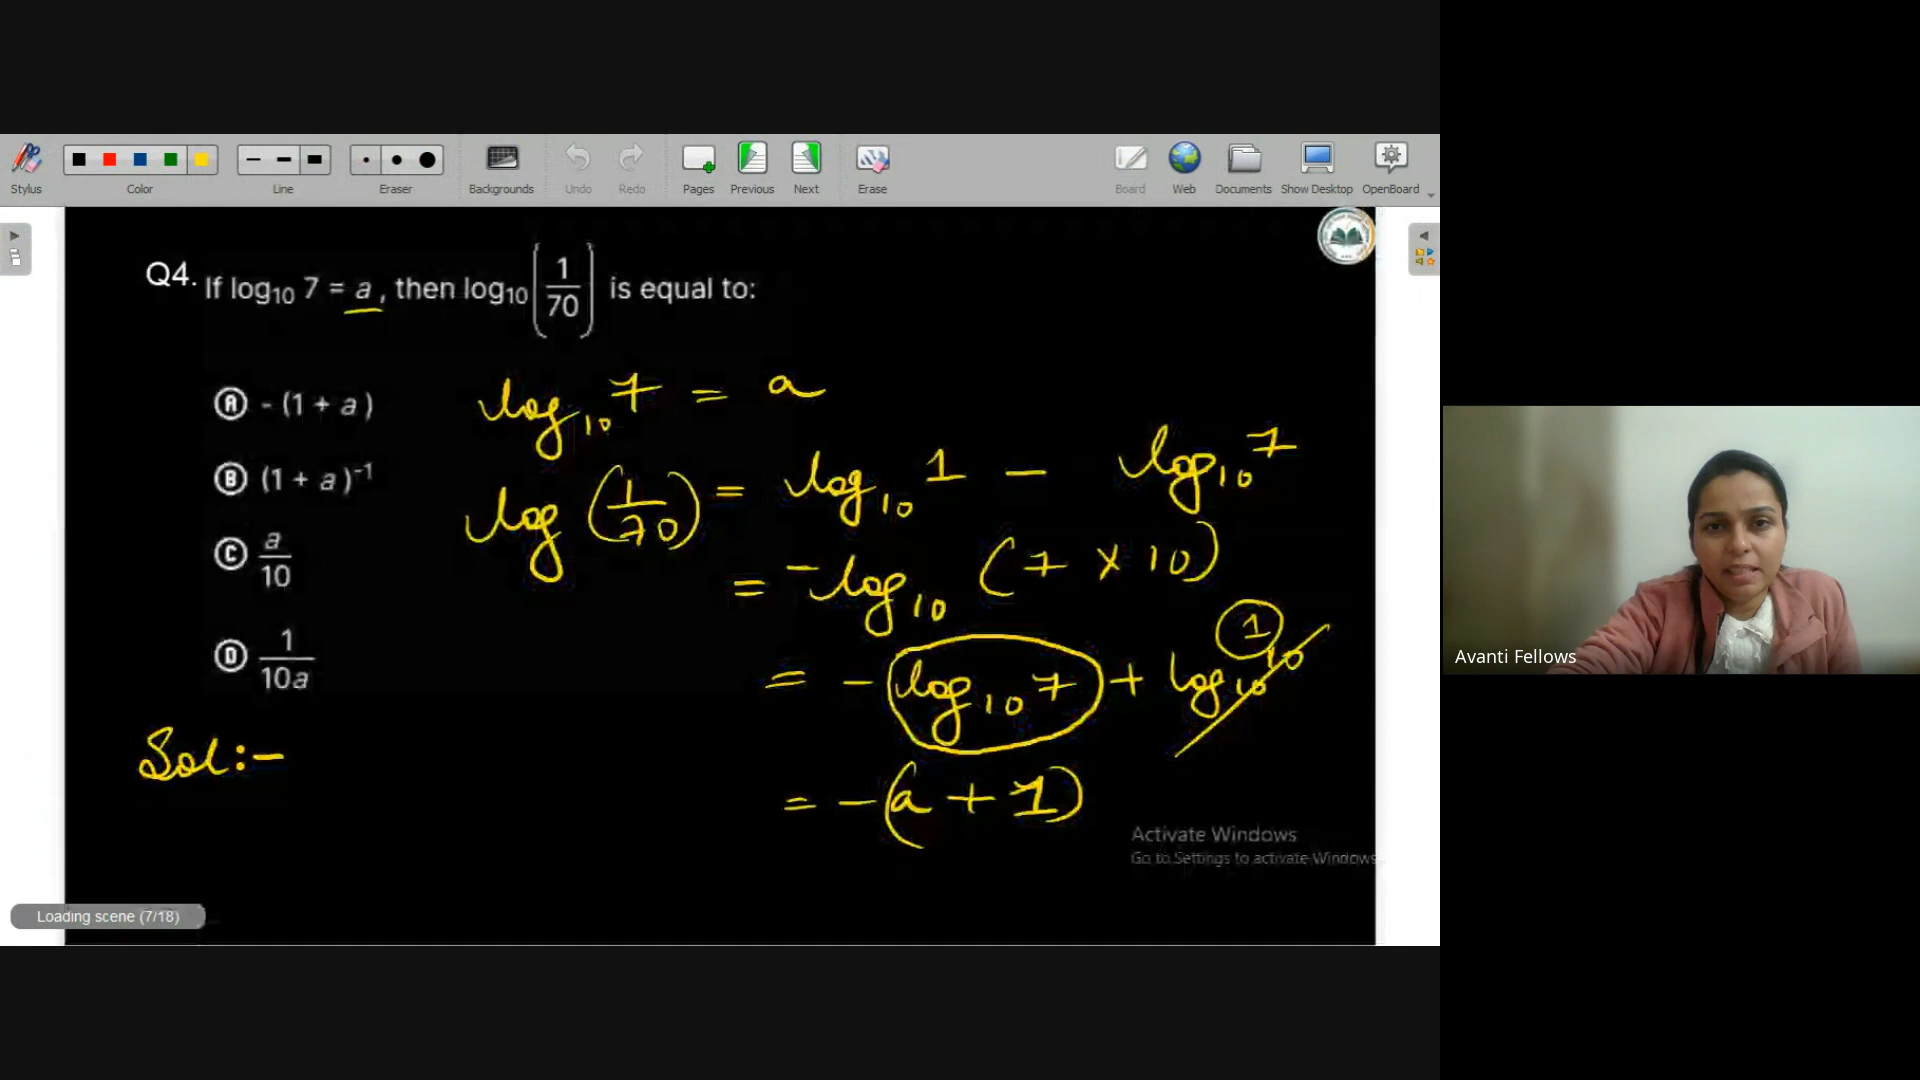 Stylus Color Line Eraser Backgrounds Undo Redo Pages Previous Next Erase Board Web Documents Show Desktop OpenBoard
Q4. If log₁₀ 7 = a, then log₁₀ (1/70) is equal to:
A - (1 + a)
B (1 + a)⁻¹
C a/10
D 1/10a
Sol:-
log₁₀ 7 = a
log (1/70) = log₁₀ 1 - log₁₀ 7
= -log₁₀ (7 × 10)
= - log₁₀ 7 + log₁₀ 10 1
= -(a + 1)
Activate Windows
Go to Settings to activate Windows
Loading scene (7/18)
Avanti Fellows